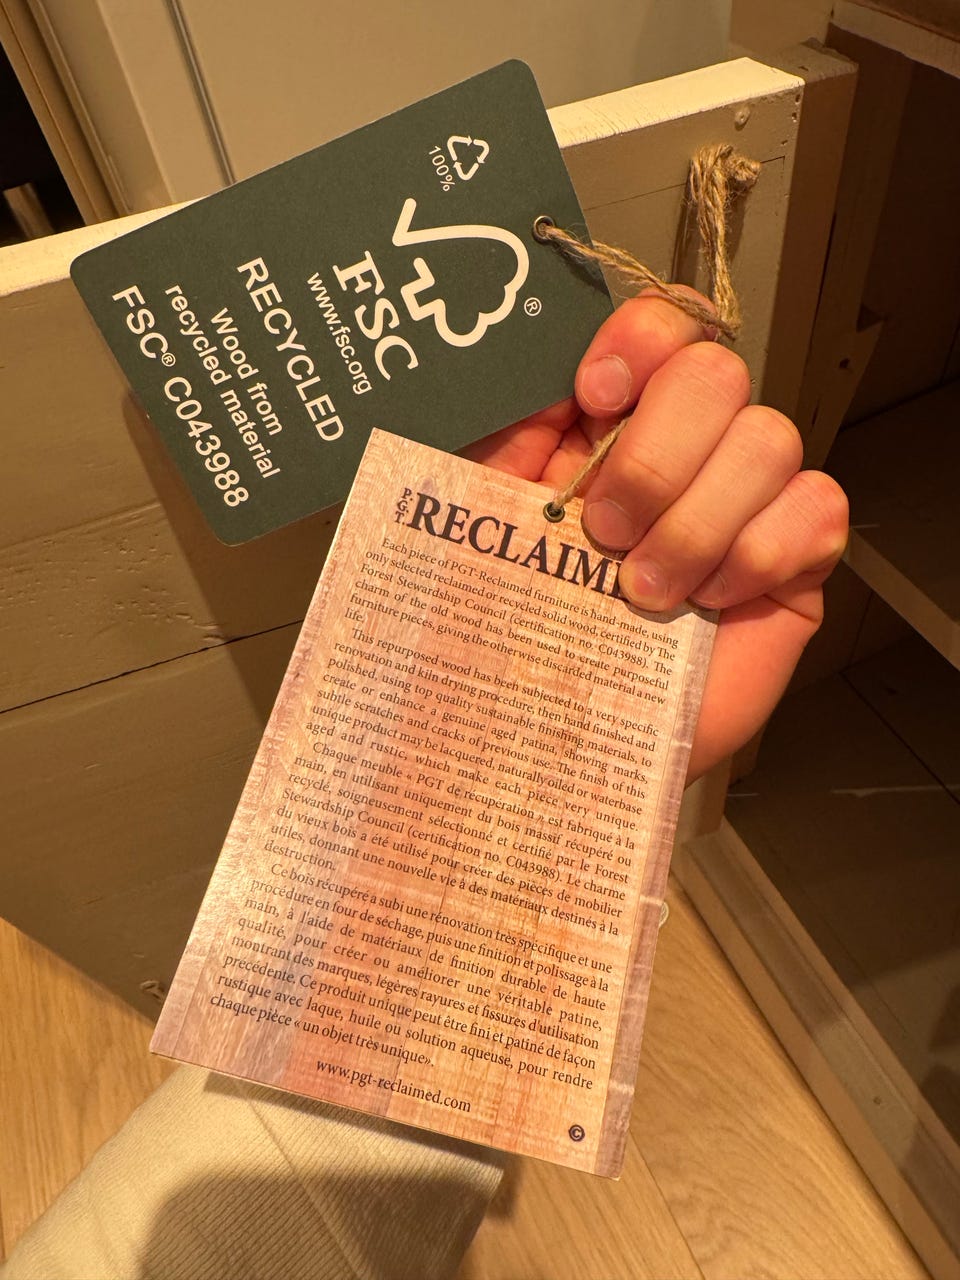 100%
®
FSC
www.fsc.org
RECYCLED
Wood from
recycled material
FSC® C043988
P.
G.
T.
RECLAIM
Each piece of PGT-Reclaimed furniture is hand-made, using
only selected reclaimed or recycled solid wood, certified by The
Forest Stewardship Council (certification no. C043988). The
charm of the old wood has been used to create purposeful
furniture pieces, giving the otherwise discarded material a new
life.
This repurposed wood has been subjected to a very specific
renovation and kiln drying procedure, then hand finished and
polished, using top quality sustainable finishing materials, to
create or enhance a genuine aged patina, showing marks,
subtle scratches and cracks of previous use. The finish of this
unique product may be lacquered, naturally oiled or waterbase
aged and rustic, which make each piece very unique.
Chaque meuble « PGT de récupération » est fabriqué à la
main, en utilisant uniquement du bois massif récupéré ou
recyclé, soigneusement sélectionné et certifié par le Forest
Stewardship Council (certification no. C043988). Le charme
du vieux bois a été utilisé pour créer des pièces de mobilier
utiles, donnant une nouvelle vie à des matériaux destinés à la
destruction.
Ce bois récupéré a subi une rénovation très spécifique et une
procédure en four de séchage, puis une finition et polissage à la
main, à l'aide de matériaux de finition durable de haute
qualité, pour créer ou améliorer une véritable patine,
montrant des marques, légères rayures et fissures d'utilisation
précédente. Ce produit unique peut être fini et patiné de façon
rustique avec laque, huile ou solution aqueuse, pour rendre
chaque pièce « un objet très unique».
www.pgt-reclaimed.com
©